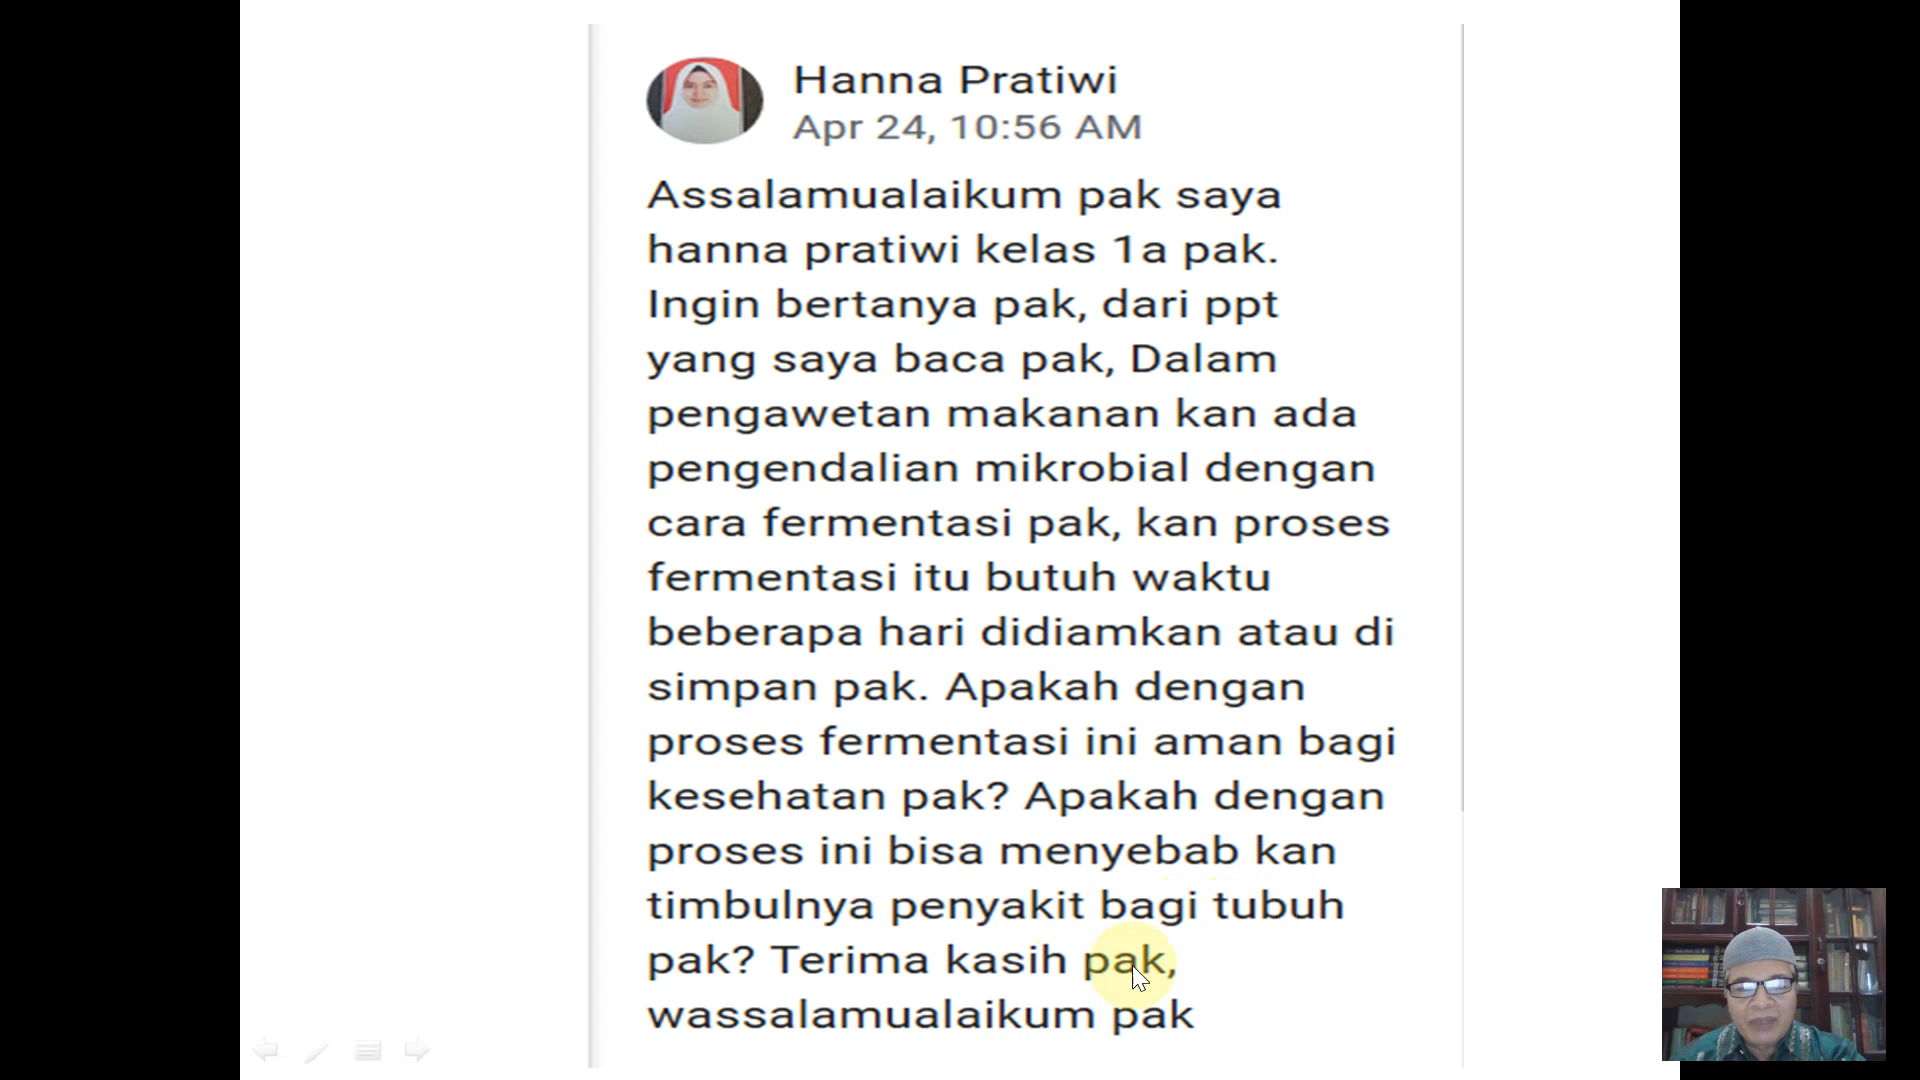 Hanna Pratiwi
Apr 24, 10:56 AM
Assalamualaikum pak saya
hanna pratiwi kelas 1a pak.
Ingin bertanya pak, dari ppt
yang saya baca pak, Dalam
pengawetan makanan kan ada
pengendalian mikrobial dengan
cara fermentasi pak, kan proses
fermentasi itu butuh waktu
beberapa hari didiamkan atau di
simpan pak. Apakah dengan
proses fermentasi ini aman bagi
kesehatan pak? Apakah dengan
proses ini bisa menyebab kan
timbulnya penyakit bagi tubuh
pak? Terima kasih pak,
wassalamualaikum pak